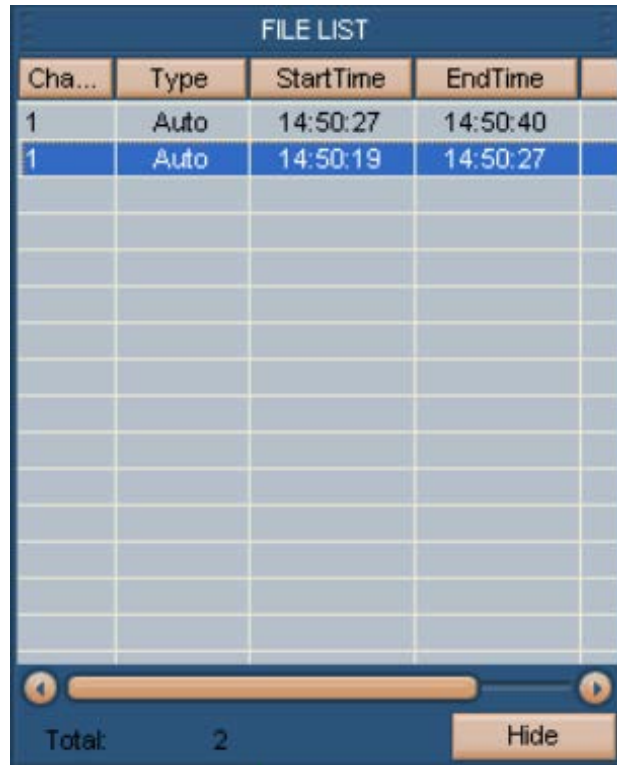 FILE LIST
Cha... Type StartTime EndTime
1 Auto 14:50:27 14:50:40
1 Auto 14:50:19 14:50:27
Total: 2 Hide